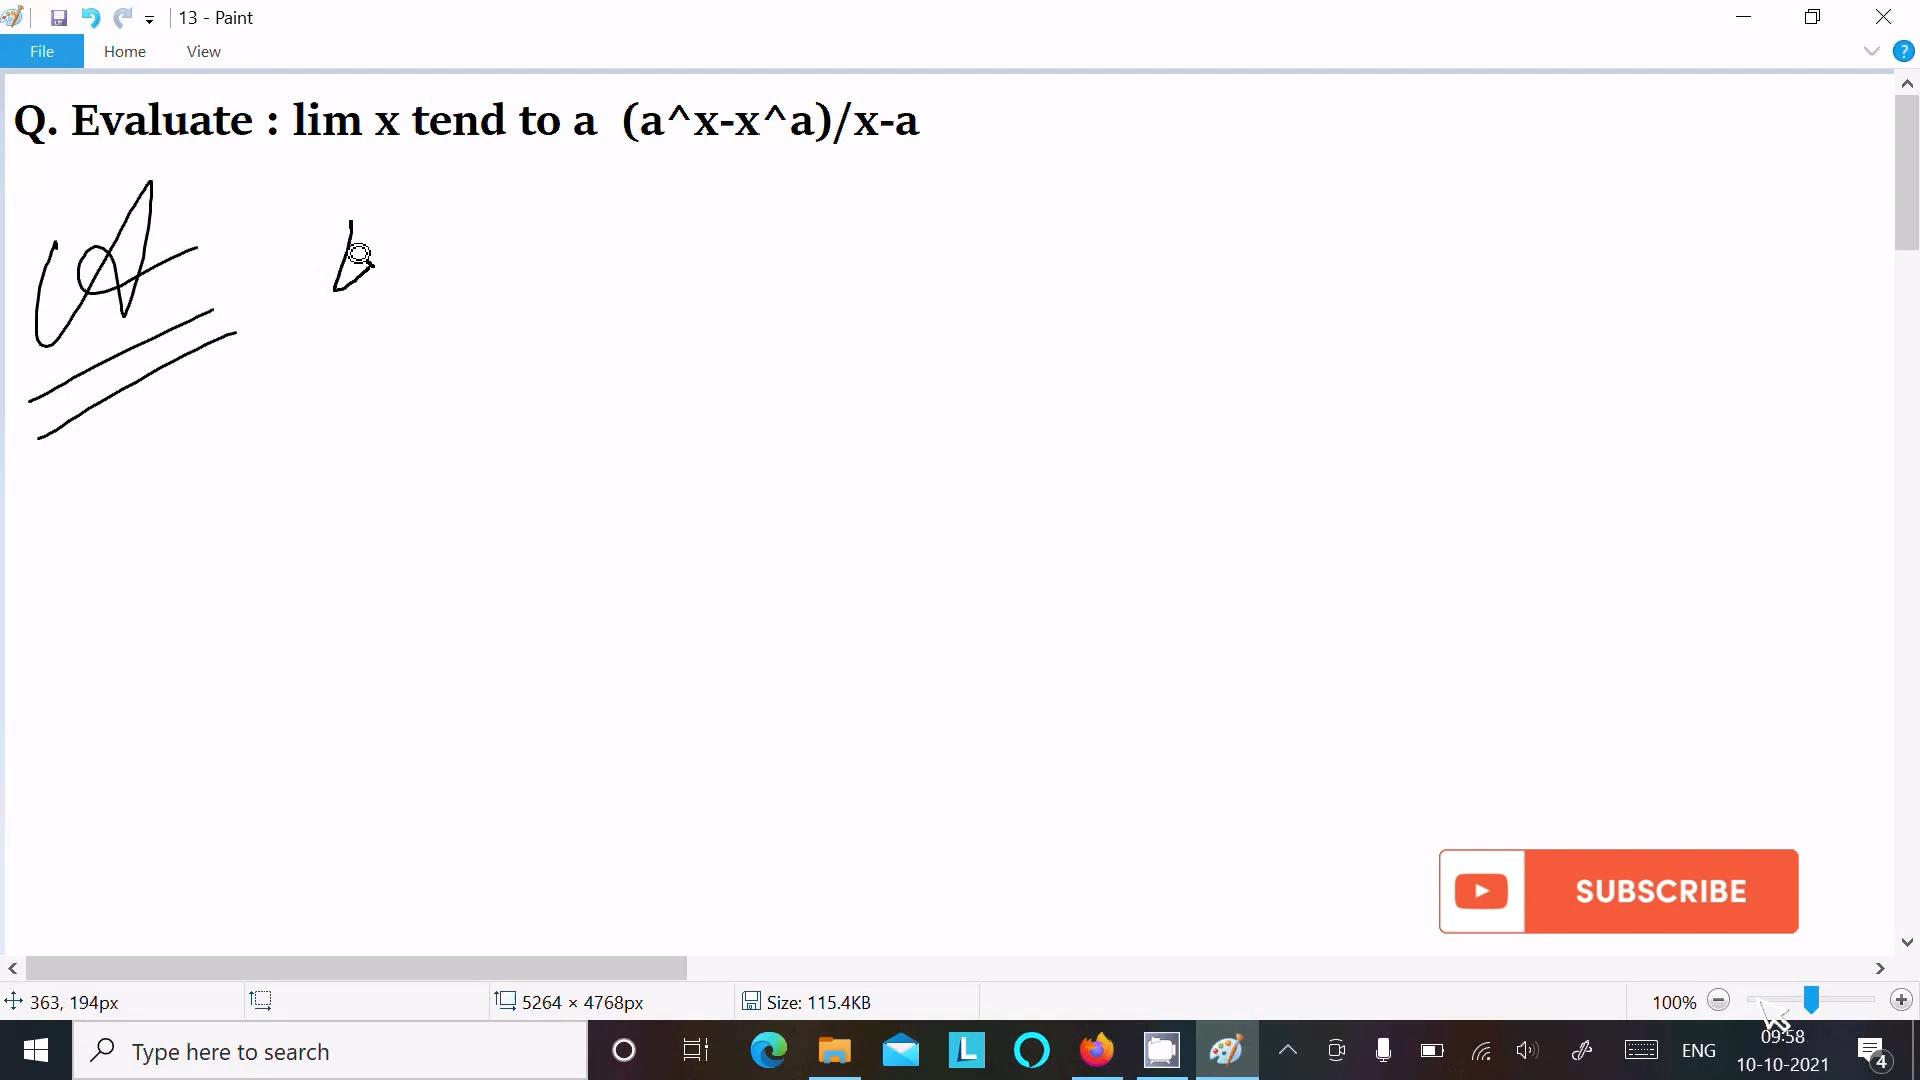 13 - Paint
File Home View
Q. Evaluate : lim x tend to a (a^x-x^a)/x-a
SUBSCRIBE
363, 194px 5264 × 4768px Size: 115.4KB 100%
Type here to search L ENG 09:58
10-10-2021 4